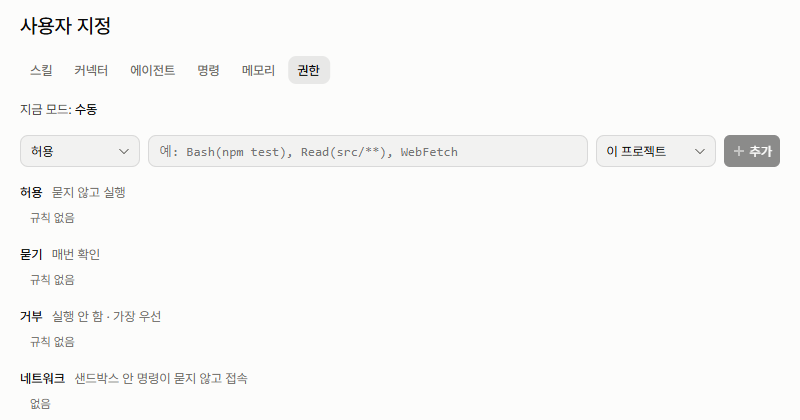 사용자 지정
스킬 커넥터 에이전트 명령 메모리 권한
지금 모드: 수동
허용 예: Bash(npm test), Read(src/**), WebFetch 이 프로젝트 + 추가
허용 묻지 않고 실행
규칙 없음
묻기 매번 확인
규칙 없음
거부 실행 안 함 · 가장 우선
규칙 없음
네트워크 샌드박스 안 명령이 묻지 않고 접속
없음